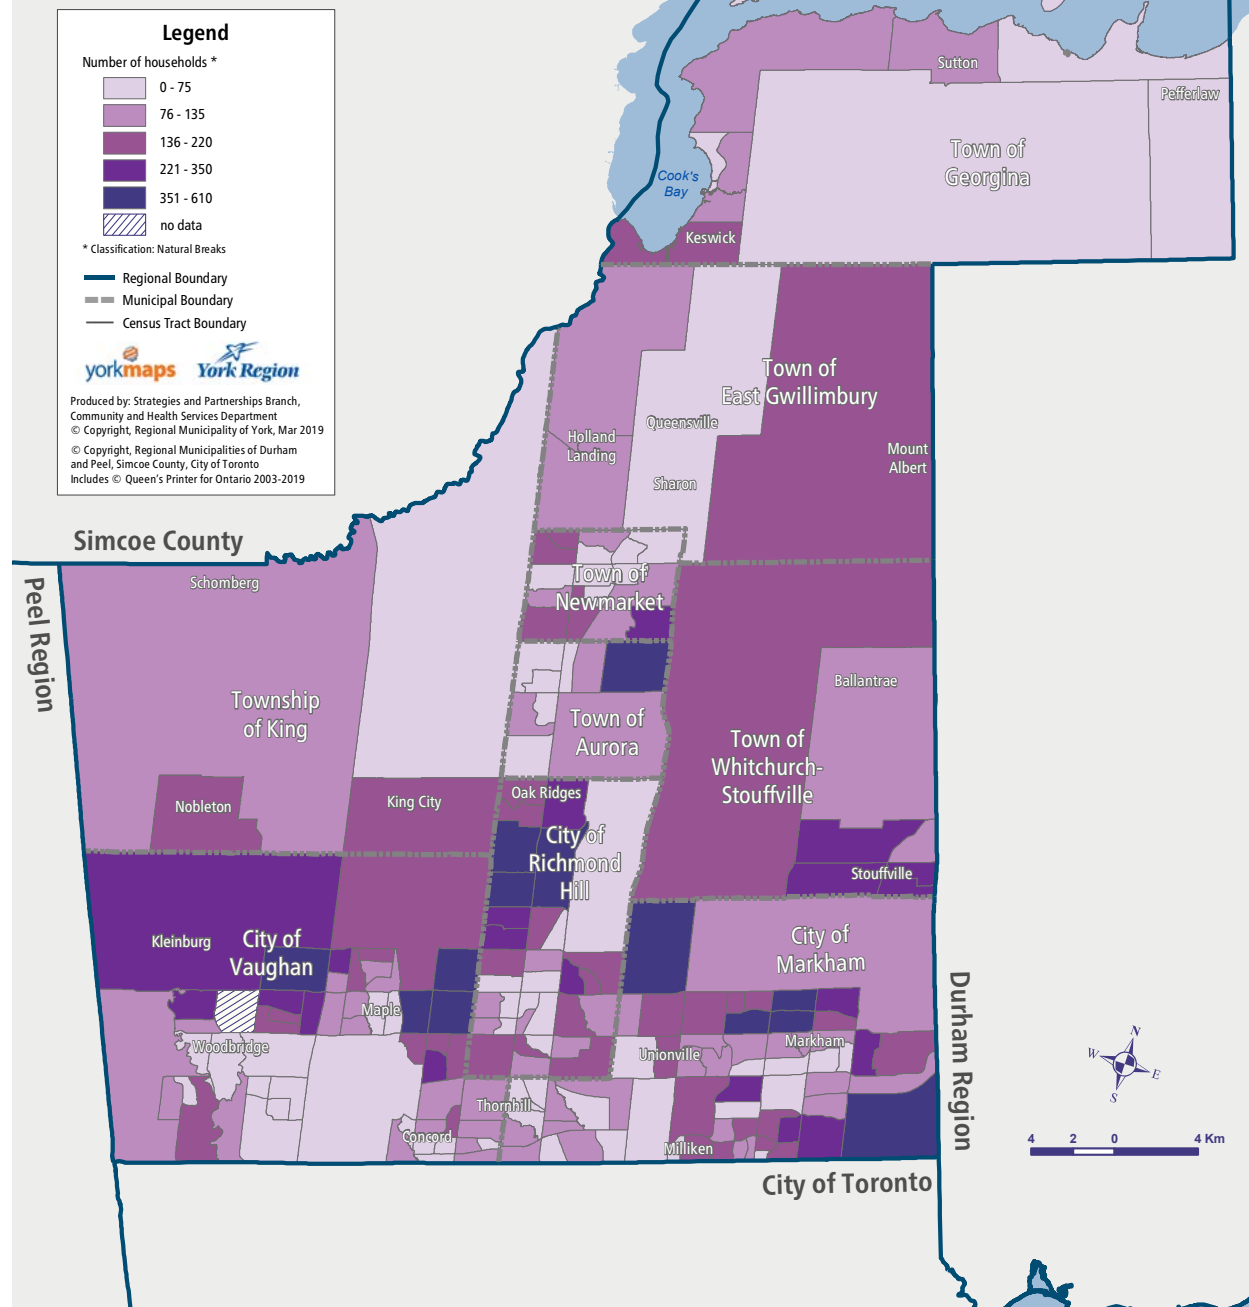 Legend
Number of households *
0 - 75
76 - 135
136 - 220
221 - 350
351 - 610
no data
* Classification: Natural Breaks
Regional Boundary
Municipal Boundary
Census Tract Boundary
yorkmaps
York Region
Produced by: Strategies and Partnerships Branch,
Community and Health Services Department
© Copyright, Regional Municipality of York, Mar 2019
© Copyright, Regional Municipalities of Durham
and Peel, Simcoe County, City of Toronto
Includes © Queen's Printer for Ontario 2003-2019
Sutton
Pefferlaw
Town of
Georgina
Cook's
Bay
Keswick
Town of
East Gwillimbury
Queensville
Holland
Landing
Mount
Albert
Sharon
Simcoe County
Peel Region
Schomberg
Town of
Newmarket
Township
of King
Ballantrae
Town of
Aurora
Town of
Whitchurch-
Stouffville
Nobleton
King City
Oak Ridges
City of
Richmond
Hill
Stouffville
Kleinburg
City of
Vaughan
City of
Markham
Maple
Woodbridge
Unionville
Markham
Durham Region
Thornhill
Concord
Milliken
City of Toronto
N
W
E
S
4
2
0
4 Km